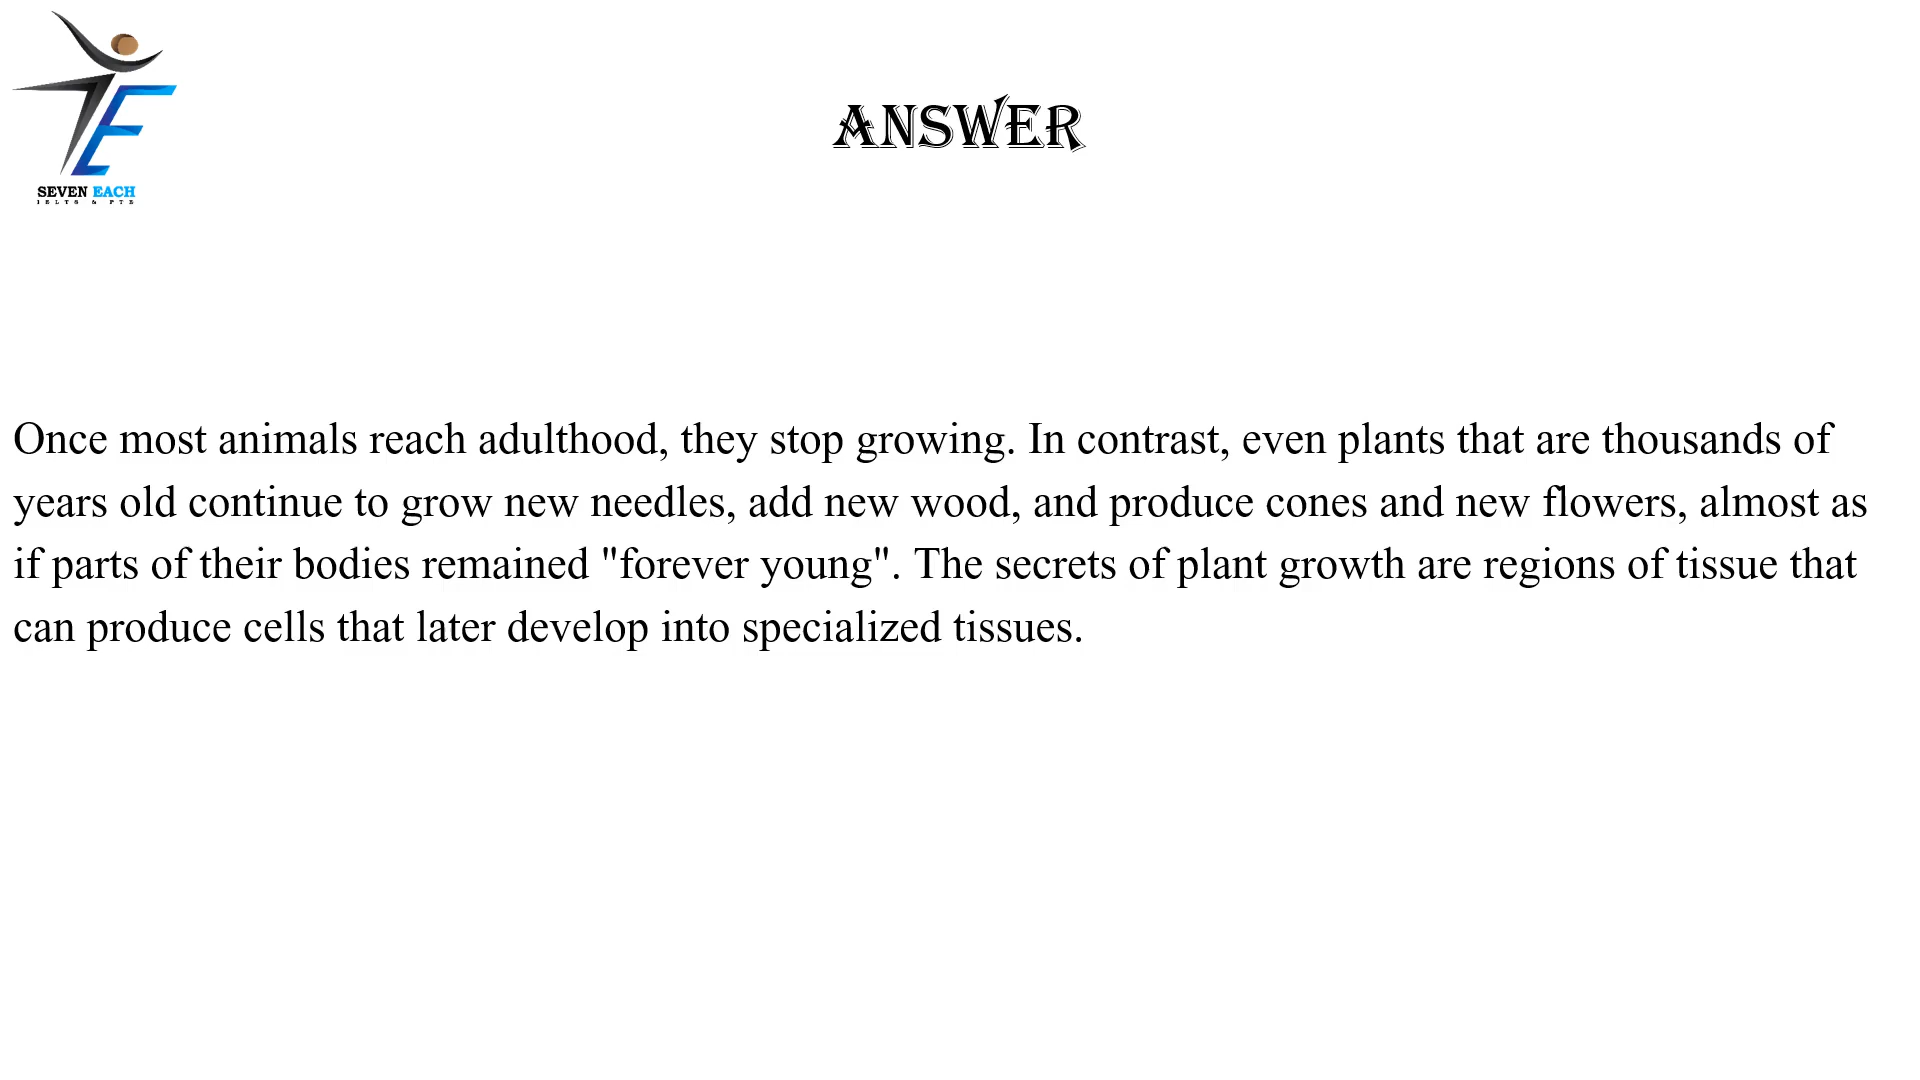 SEVEN EACH
IELTS & PTE
ANSWER
Once most animals reach adulthood, they stop growing. In contrast, even plants that are thousands of
years old continue to grow new needles, add new wood, and produce cones and new flowers, almost as
if parts of their bodies remained "forever young". The secrets of plant growth are regions of tissue that
can produce cells that later develop into specialized tissues.